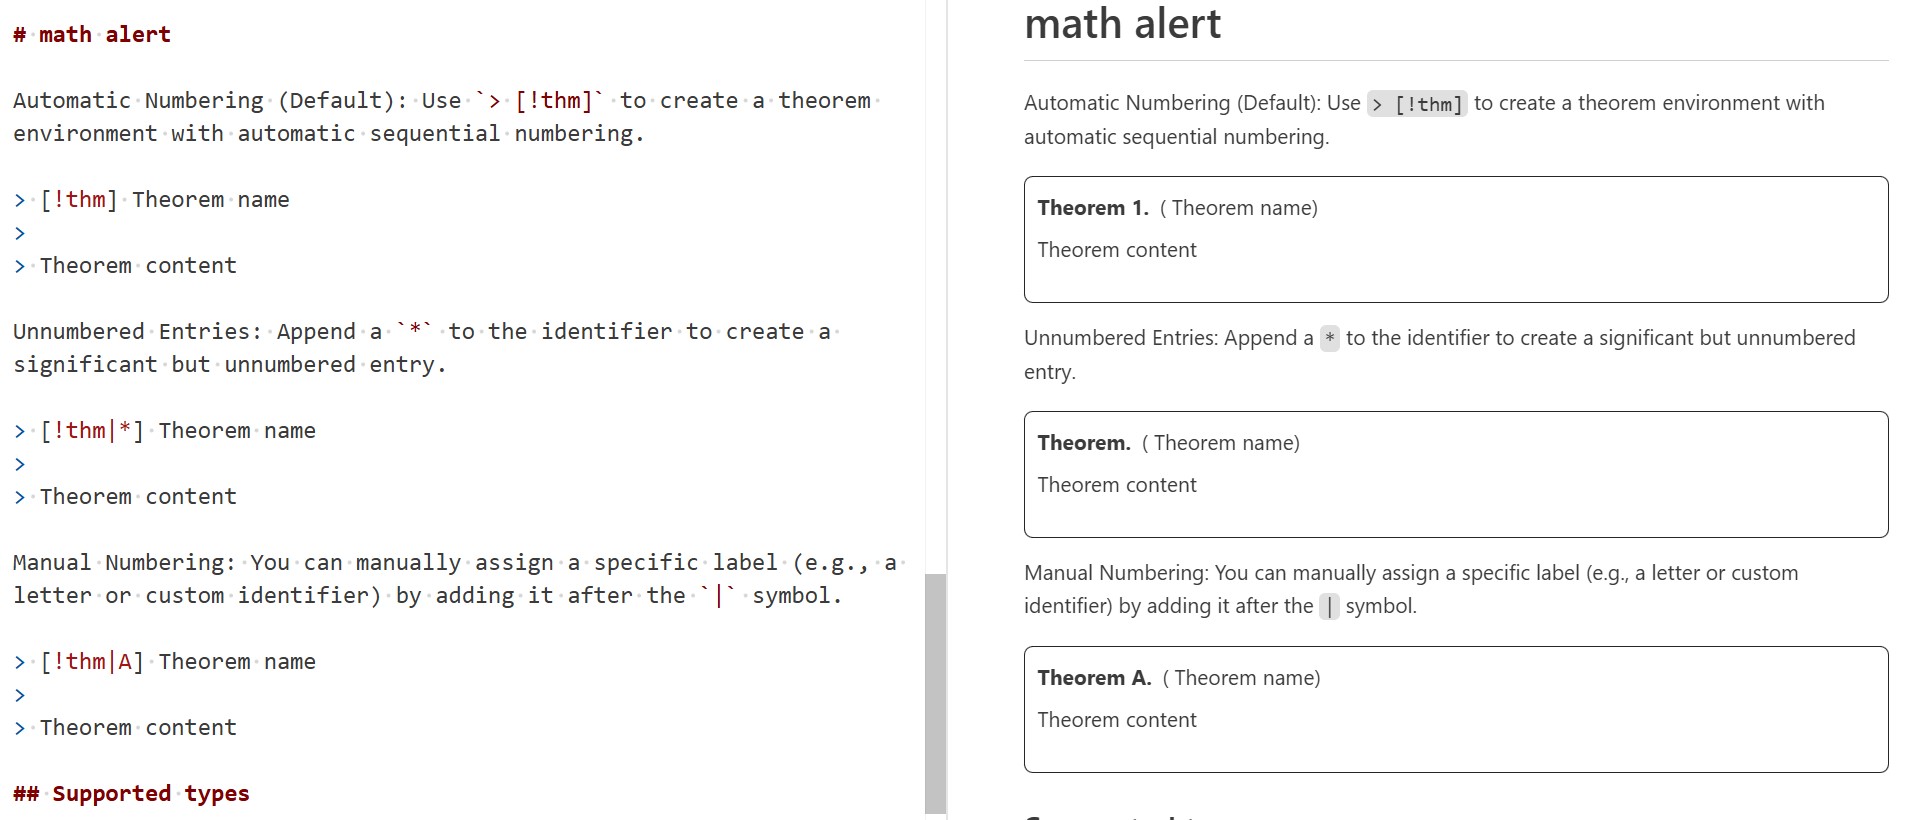 # math alert
Automatic Numbering (Default): Use `> [!thm]` to create a theorem
environment with automatic sequential numbering.
> [!thm] Theorem name
>
> Theorem content
Unnumbered Entries: Append a `*` to the identifier to create a
significant but unnumbered entry.
> [!thm|*] Theorem name
>
> Theorem content
Manual Numbering: You can manually assign a specific label (e.g., a
letter or custom identifier) by adding it after the `|` symbol.
> [!thm|A] Theorem name
>
> Theorem content
## Supported types
math alert
Automatic Numbering (Default): Use > [!thm] to create a theorem environment with
automatic sequential numbering.
Theorem 1. ( Theorem name)
Theorem content
Unnumbered Entries: Append a * to the identifier to create a significant but unnumbered
entry.
Theorem. ( Theorem name)
Theorem content
Manual Numbering: You can manually assign a specific label (e.g., a letter or custom
identifier) by adding it after the | symbol.
Theorem A. ( Theorem name)
Theorem content